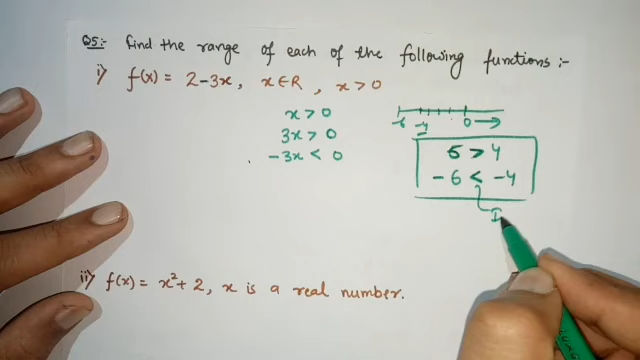 Q5:- Find the range of each of the following functions :-
i) f(x) = 2-3x, x ∈ R, x > 0
x > 0
3x > 0
-3x < 0
-6 -4 0
6 > 4
-6 < -4
ii) f(x) = x² + 2, x is a real number.